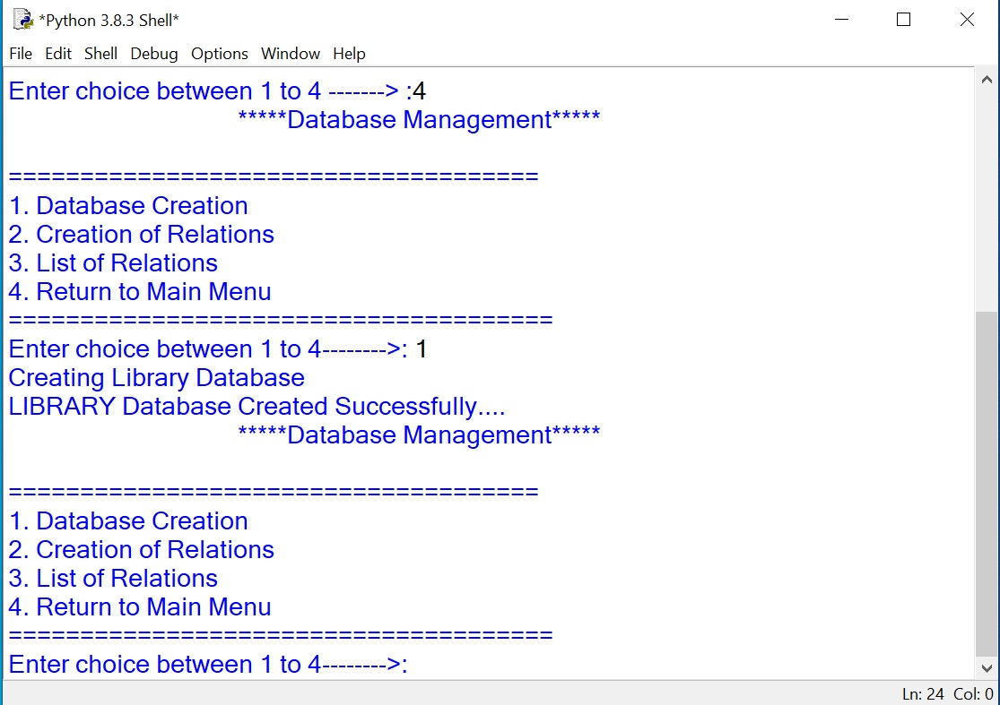 *Python 3.8.3 Shell*
File Edit Shell Debug Options Window Help
Enter choice between 1 to 4 -------> :4
*****Database Management*****
=====================================
1. Database Creation
2. Creation of Relations
3. List of Relations
4. Return to Main Menu
======================================
Enter choice between 1 to 4-------->: 1
Creating Library Database
LIBRARY Database Created Successfully....
*****Database Management*****
=====================================
1. Database Creation
2. Creation of Relations
3. List of Relations
4. Return to Main Menu
======================================
Enter choice between 1 to 4-------->:
Ln: 24 Col: 0